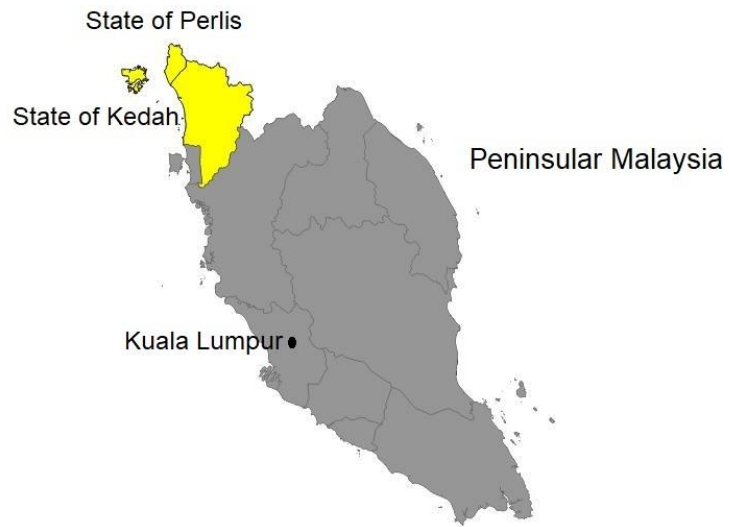 State of Perlis
State of Kedah
Peninsular Malaysia
Kuala Lumpur